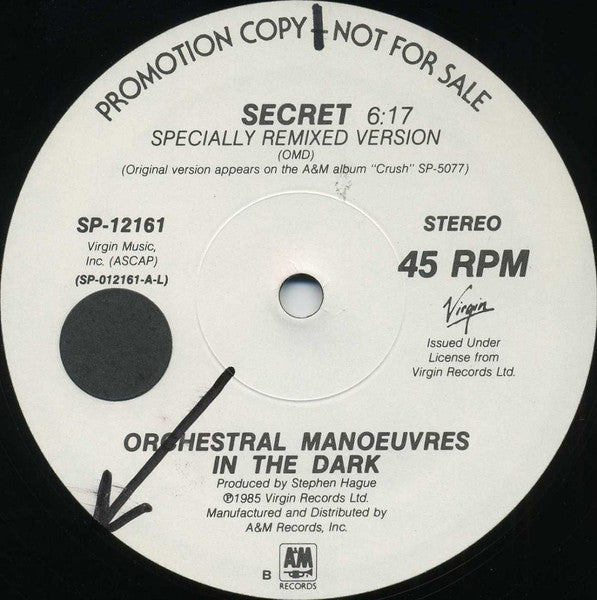 PROMOTION COPY - NOT FOR SALE
SECRET 6:17
SPECIALLY REMIXED VERSION
(OMD)
(Original version appears on the A&M album "Crush" SP-5077)
SP-12161
Virgin Music,
Inc. (ASCAP)
(SP-012161-A-L)
STEREO
45 RPM
Virgin
Issued Under
License from
Virgin Records Ltd.
ORCHESTRAL MANOEUVRES
IN THE DARK
Produced by Stephen Hague
℗1985 Virgin Records Ltd.
Manufactured and Distributed by
A&M Records, Inc.
B
A&M
RECORDS